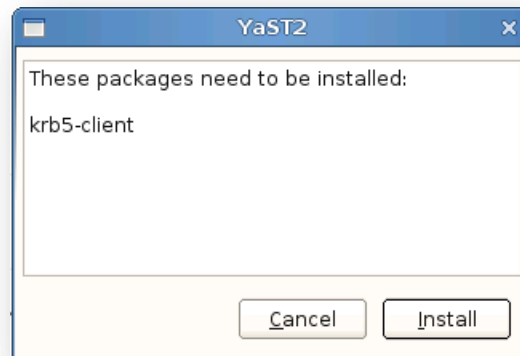 YaST2
These packages need to be installed:
krb5-client
Cancel
Install